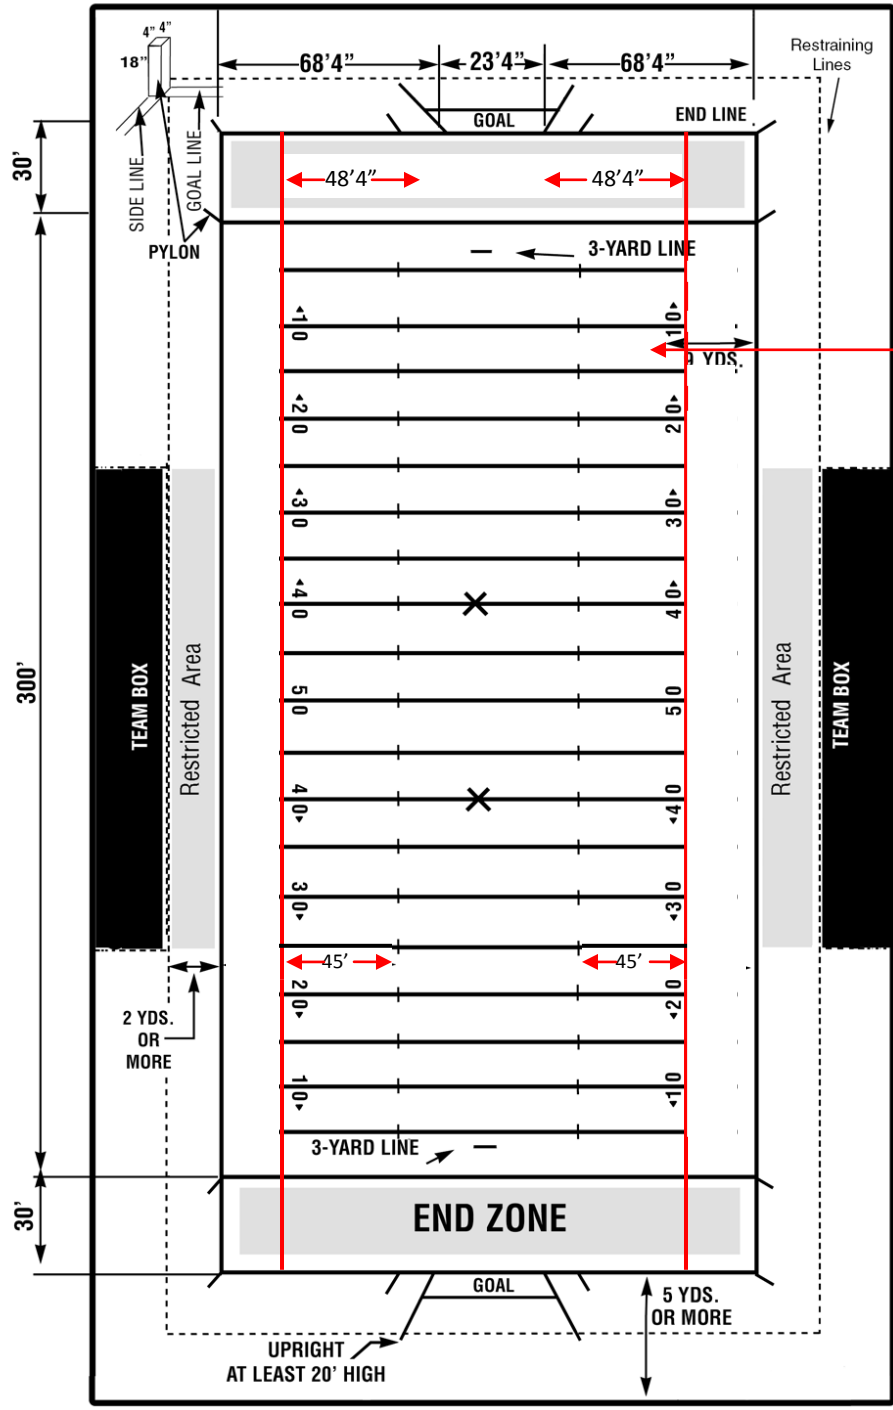 4" 4"
18"
68'4"
23'4"
68'4"
Restraining
Lines
GOAL
END LINE
30'
SIDE LINE
GOAL LINE
48'4"
48'4"
PYLON
3-YARD LINE
10
10
9 YDS.
20
20
30
30
40
40
300'
TEAM BOX
Restricted Area
50
50
Restricted Area
TEAM BOX
40
40
30
30
45'
45'
20
20
2 YDS.
OR
MORE
10
10
3-YARD LINE
30'
END ZONE
GOAL
5 YDS.
OR MORE
UPRIGHT
AT LEAST 20' HIGH